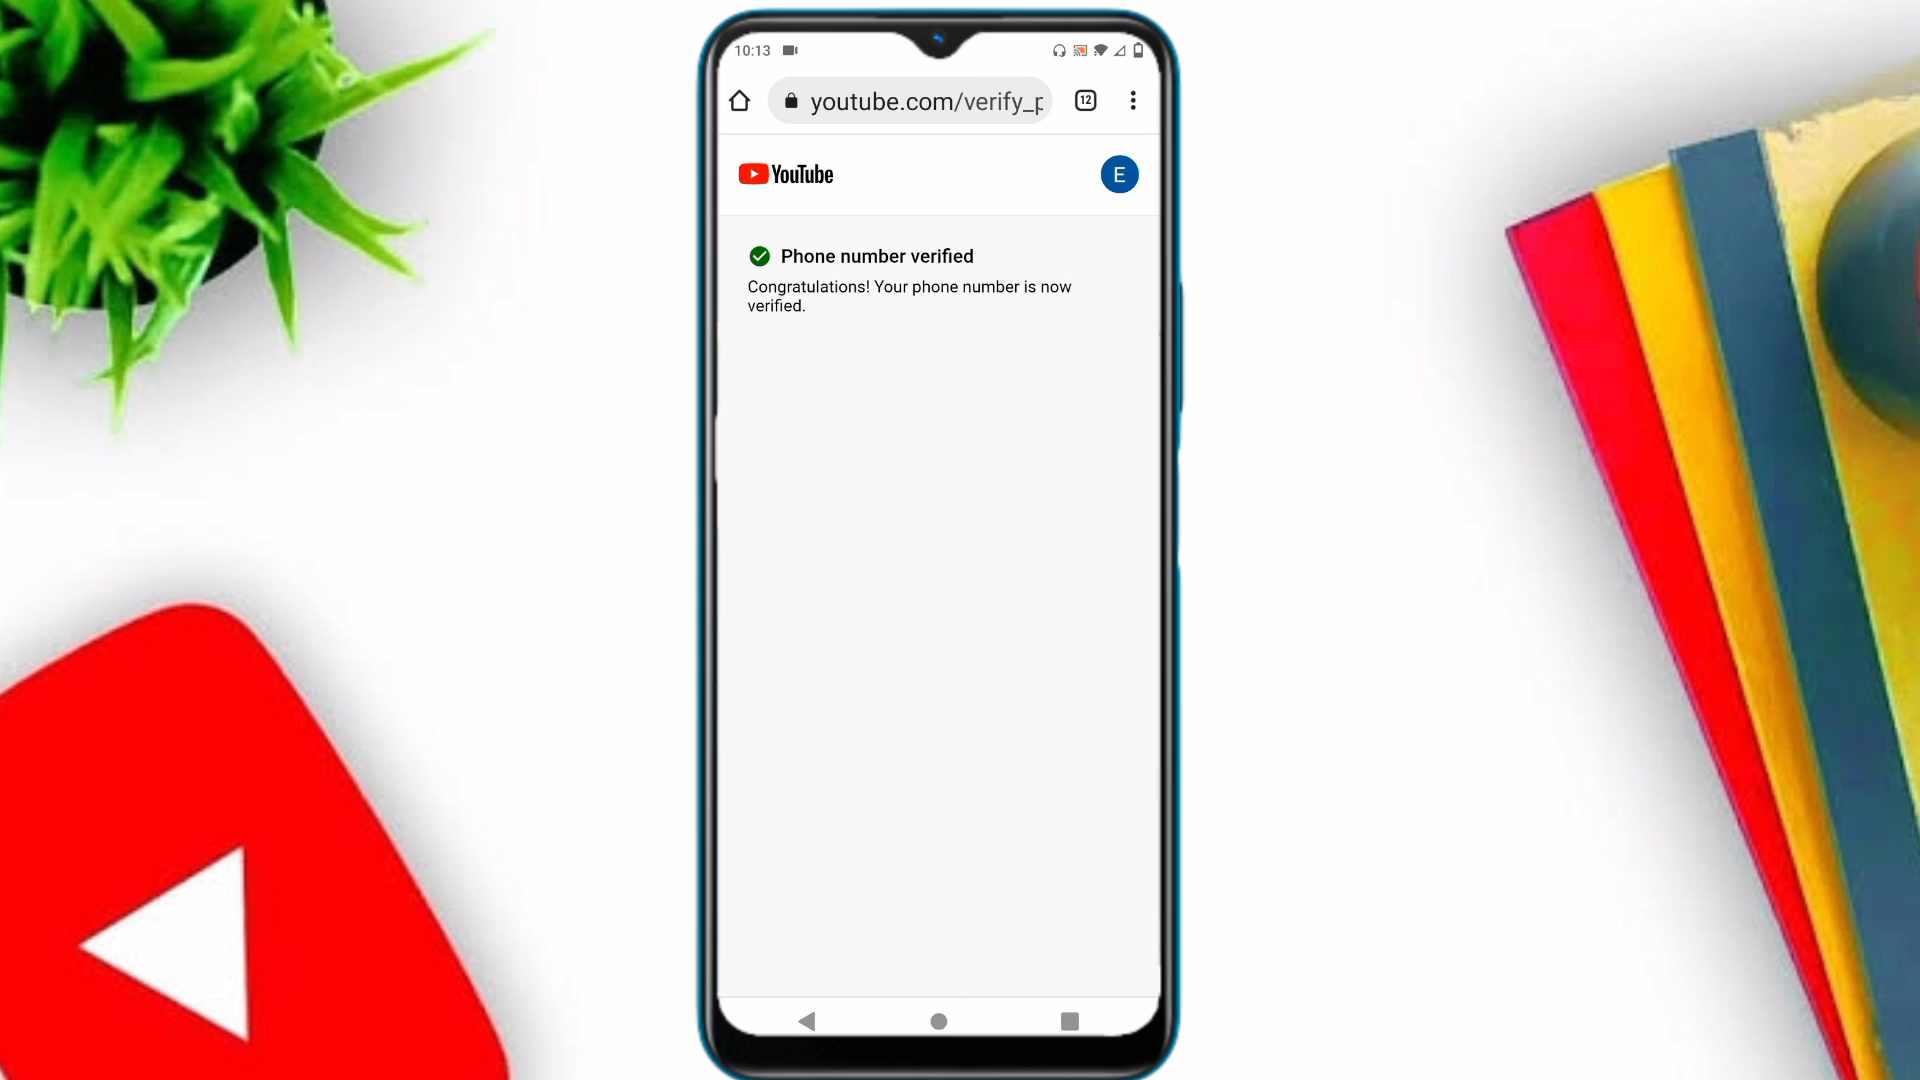 10:13
youtube.com/verify_p
12
YouTube
E
Phone number verified
Congratulations! Your phone number is now
verified.